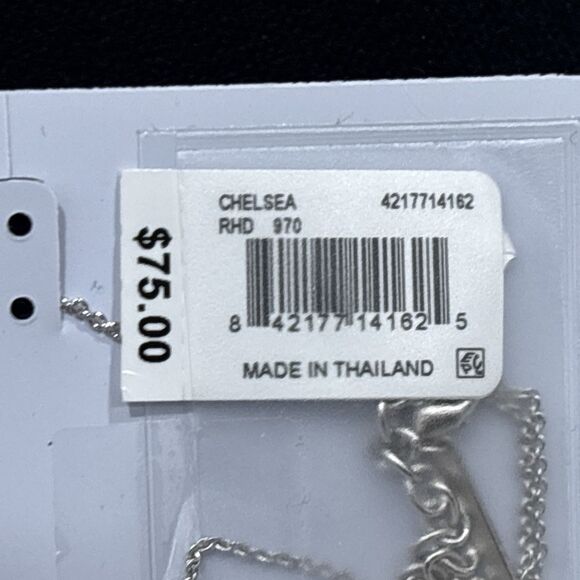 CHELSEA 4217714162
RHD 970
8 42177 14162 5
MADE IN THAILAND
$75.00